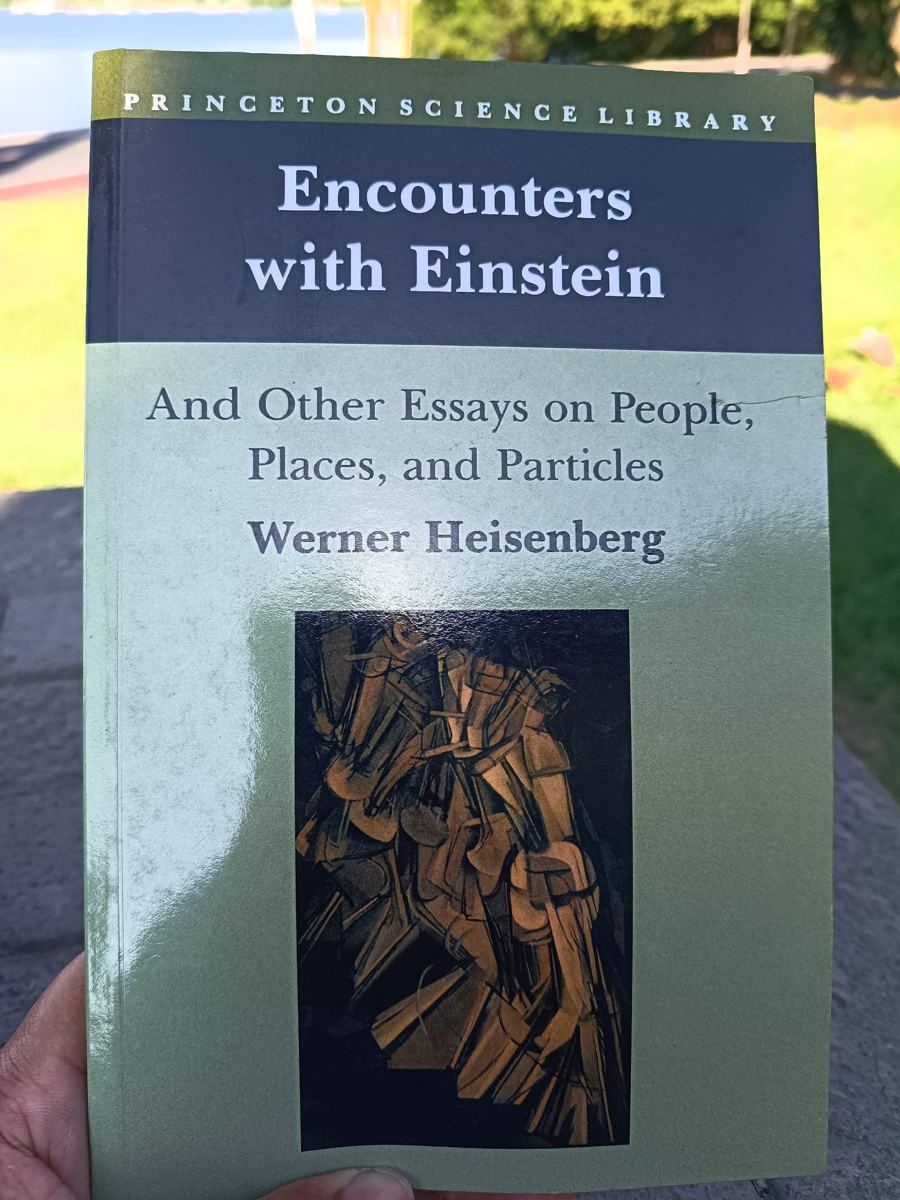 PRINCETON SCIENCE LIBRARY
Encounters
with Einstein
And Other Essays on People,
Places, and Particles
Werner Heisenberg